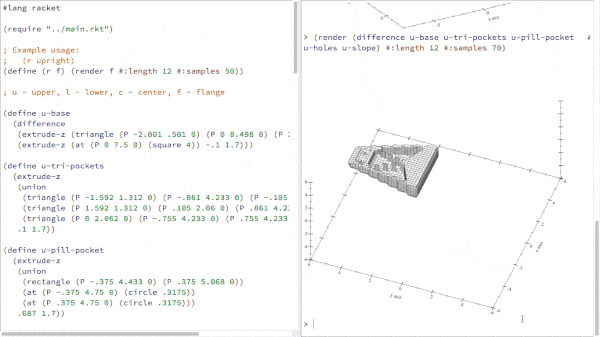 #lang racket
(require "../main.rkt")
; Example usage:
;   (r upright)
(define (r f) (render f #:length 12 #:samples 50))
; u - upper, l - lower, c - center, f - flange
(define u-base
  (difference
    (extrude-z (triangle (P -2.001 .501 0) (P 0 8.498 0) (P 2
    (extrude-z (at (P 0 7.5 0) (square 4)) -.1 1.7)))
(define u-tri-pockets
  (extrude-z
    (union
      (triangle (P -1.592 1.312 0) (P -.861 4.233 0) (P -.105
      (triangle (P 1.592 1.312 0) (P .105 2.06 0) (P .861 4.2
      (triangle (P 0 2.062 0) (P -.755 4.233 0) (P .755 4.233
    .1 1.7))
(define u-pill-pocket
  (extrude-z
    (union
      (rectangle (P -.375 4.433 0) (P .375 5.068 0))
      (at (P -.375 4.75 0) (circle .3175))
      (at (P .375 4.75 0) (circle .3175)))
    .687 1.7))
x axis
> (render (difference u-base u-tri-pockets u-pill-pocket
u-holes u-slope) #:length 12 #:samples 70)
>